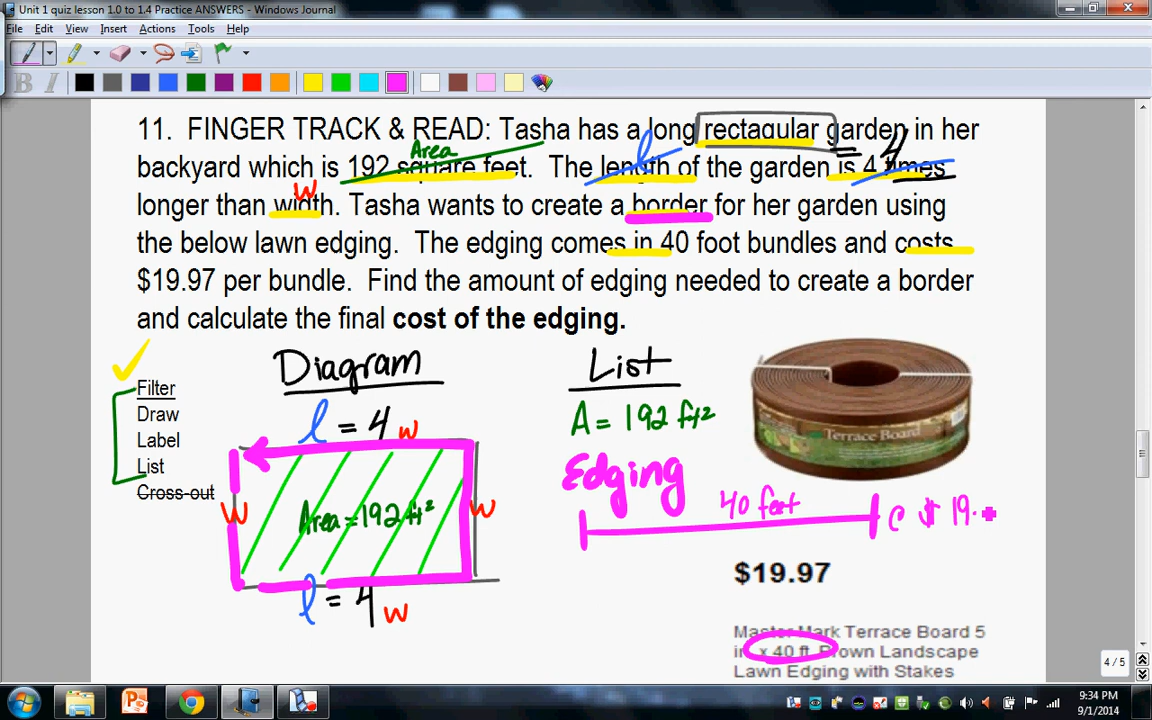 Unit 1 quiz lesson 1.0 to 1.4 Practice ANSWERS - Windows Journal
File Edit View Insert Actions Tools Help
B I
11. FINGER TRACK & READ: Tasha has a long rectagular garden in her
Area l = 4
backyard which is 192 square feet. The length of the garden is 4 times
w
longer than width. Tasha wants to create a border for her garden using
the below lawn edging. The edging comes in 40 foot bundles and costs
$19.97 per bundle. Find the amount of edging needed to create a border
and calculate the final cost of the edging.
Diagram
List
Filter
Draw
Label
List
Cross-out
l = 4w
w
Area = 192 ft²
w
l = 4w
A = 192 ft²
Edging
40 feet
@ $ 19.
Terrace Board
$19.97
Master Mark Terrace Board 5
in. x 40 ft. Brown Landscape
Lawn Edging with Stakes
4 / 5
9:34 PM
9/1/2014